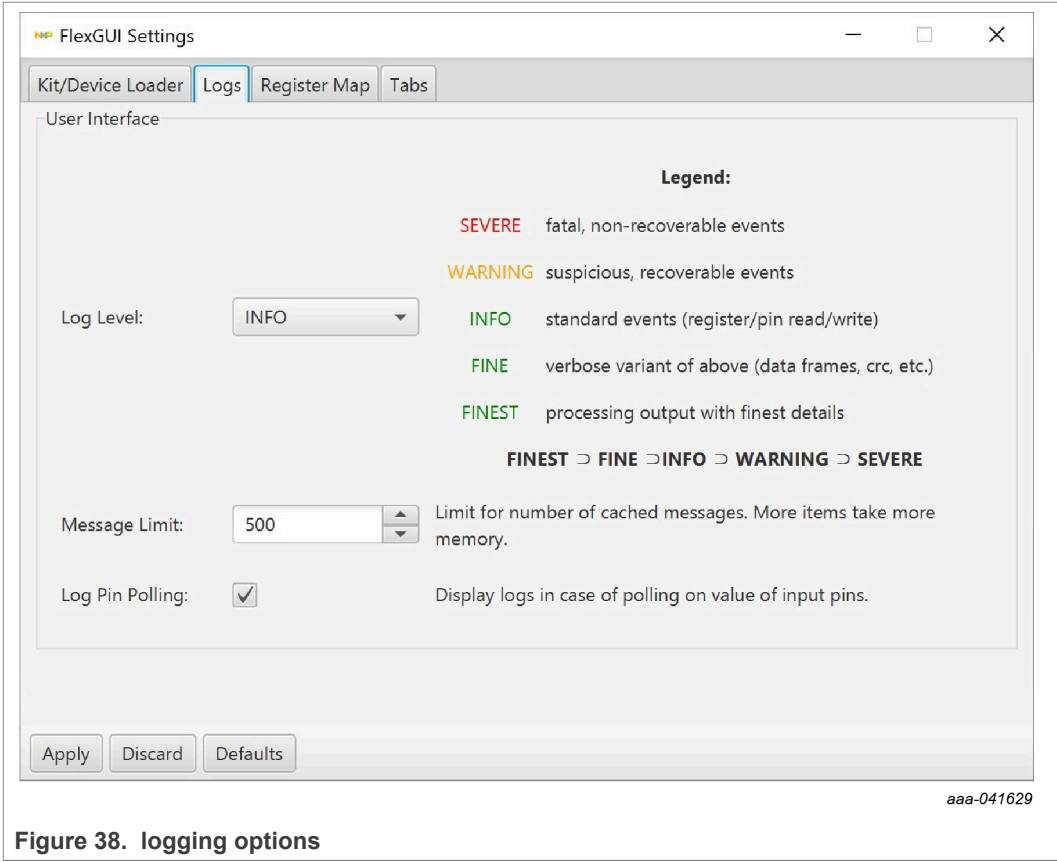 NXP FlexGUI Settings
Kit/Device Loader Logs Register Map Tabs
User Interface
Legend:
SEVERE fatal, non-recoverable events
WARNING suspicious, recoverable events
Log Level: INFO INFO standard events (register/pin read/write)
FINE verbose variant of above (data frames, crc, etc.)
FINEST processing output with finest details
FINEST ⊃ FINE ⊃INFO ⊃ WARNING ⊃ SEVERE
Message Limit: 500 Limit for number of cached messages. More items take more
memory.
Log Pin Polling: Display logs in case of polling on value of input pins.
Apply Discard Defaults
aaa-041629
Figure 38. logging options